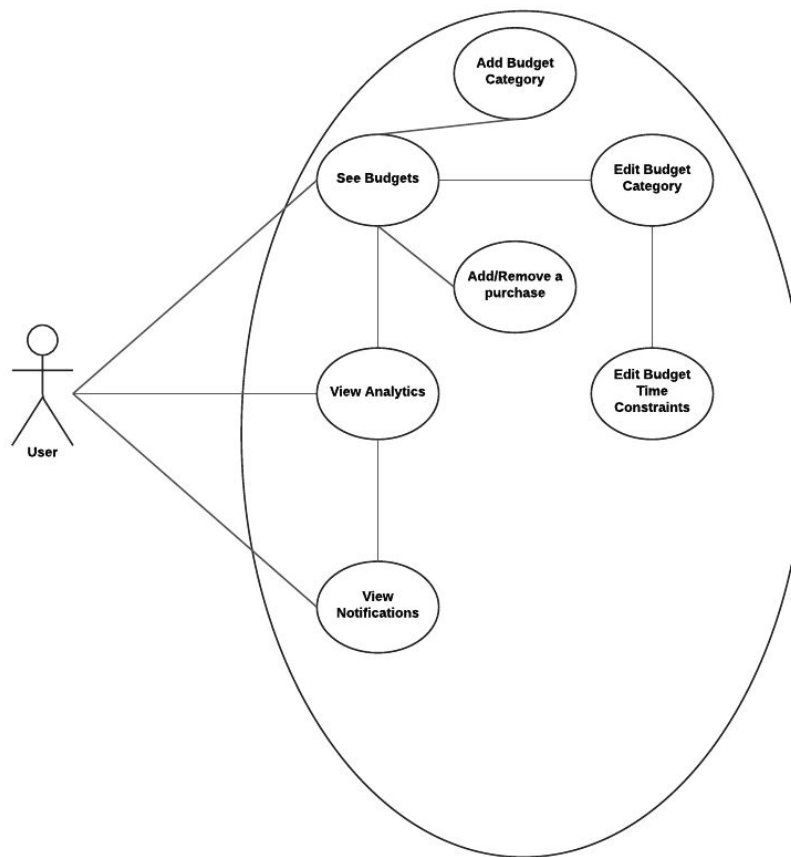 Add Budget
Category
See Budgets
Edit Budget
Category
Add/Remove a
purchase
View Analytics
Edit Budget
Time
Constraints
User
View
Notifications